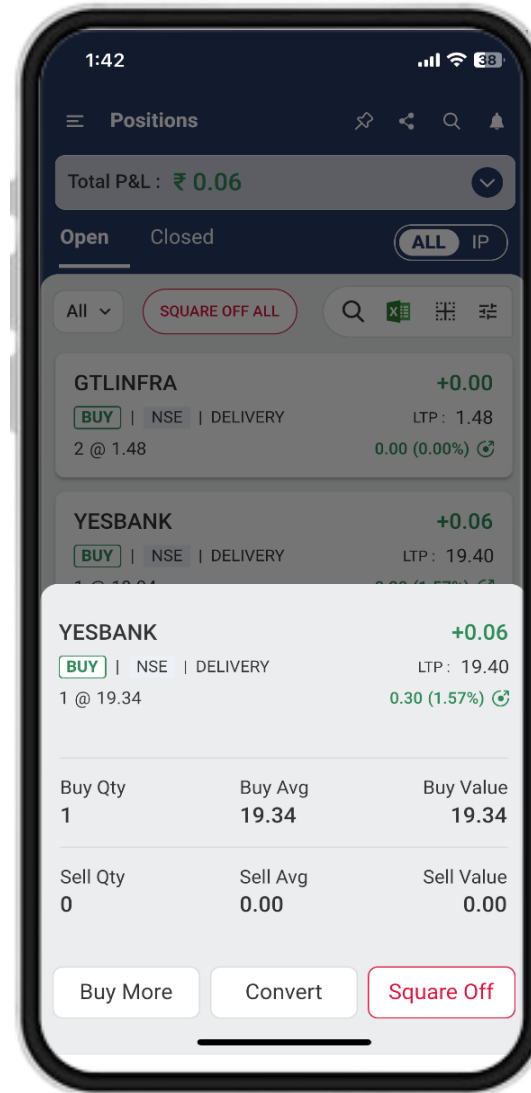 1:42
38
Positions
Total P&L : ₹ 0.06
Open Closed ALL IP
All SQUARE OFF ALL
GTLINFRA +0.00
BUY | NSE | DELIVERY LTP : 1.48
2 @ 1.48 0.00 (0.00%)
YESBANK +0.06
BUY | NSE | DELIVERY LTP : 19.40
YESBANK +0.06
BUY | NSE | DELIVERY LTP : 19.40
1 @ 19.34 0.30 (1.57%)
Buy Qty Buy Avg Buy Value
1 19.34 19.34
Sell Qty Sell Avg Sell Value
0 0.00 0.00
Buy More Convert Square Off